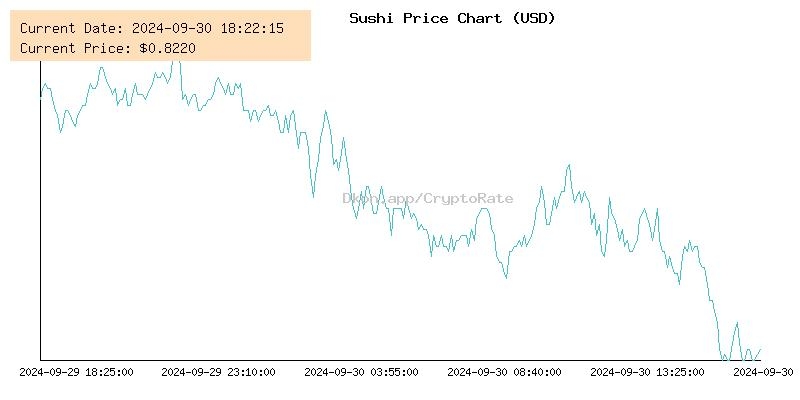 Sushi Price Chart (USD)
Current Date: 2024-09-30 18:22:15
Current Price: $0.8220
Dkon.app/CryptoRate
2024-09-29 18:25:00 2024-09-29 23:10:00 2024-09-30 03:55:00 2024-09-30 08:40:00 2024-09-30 13:25:00 2024-09-30